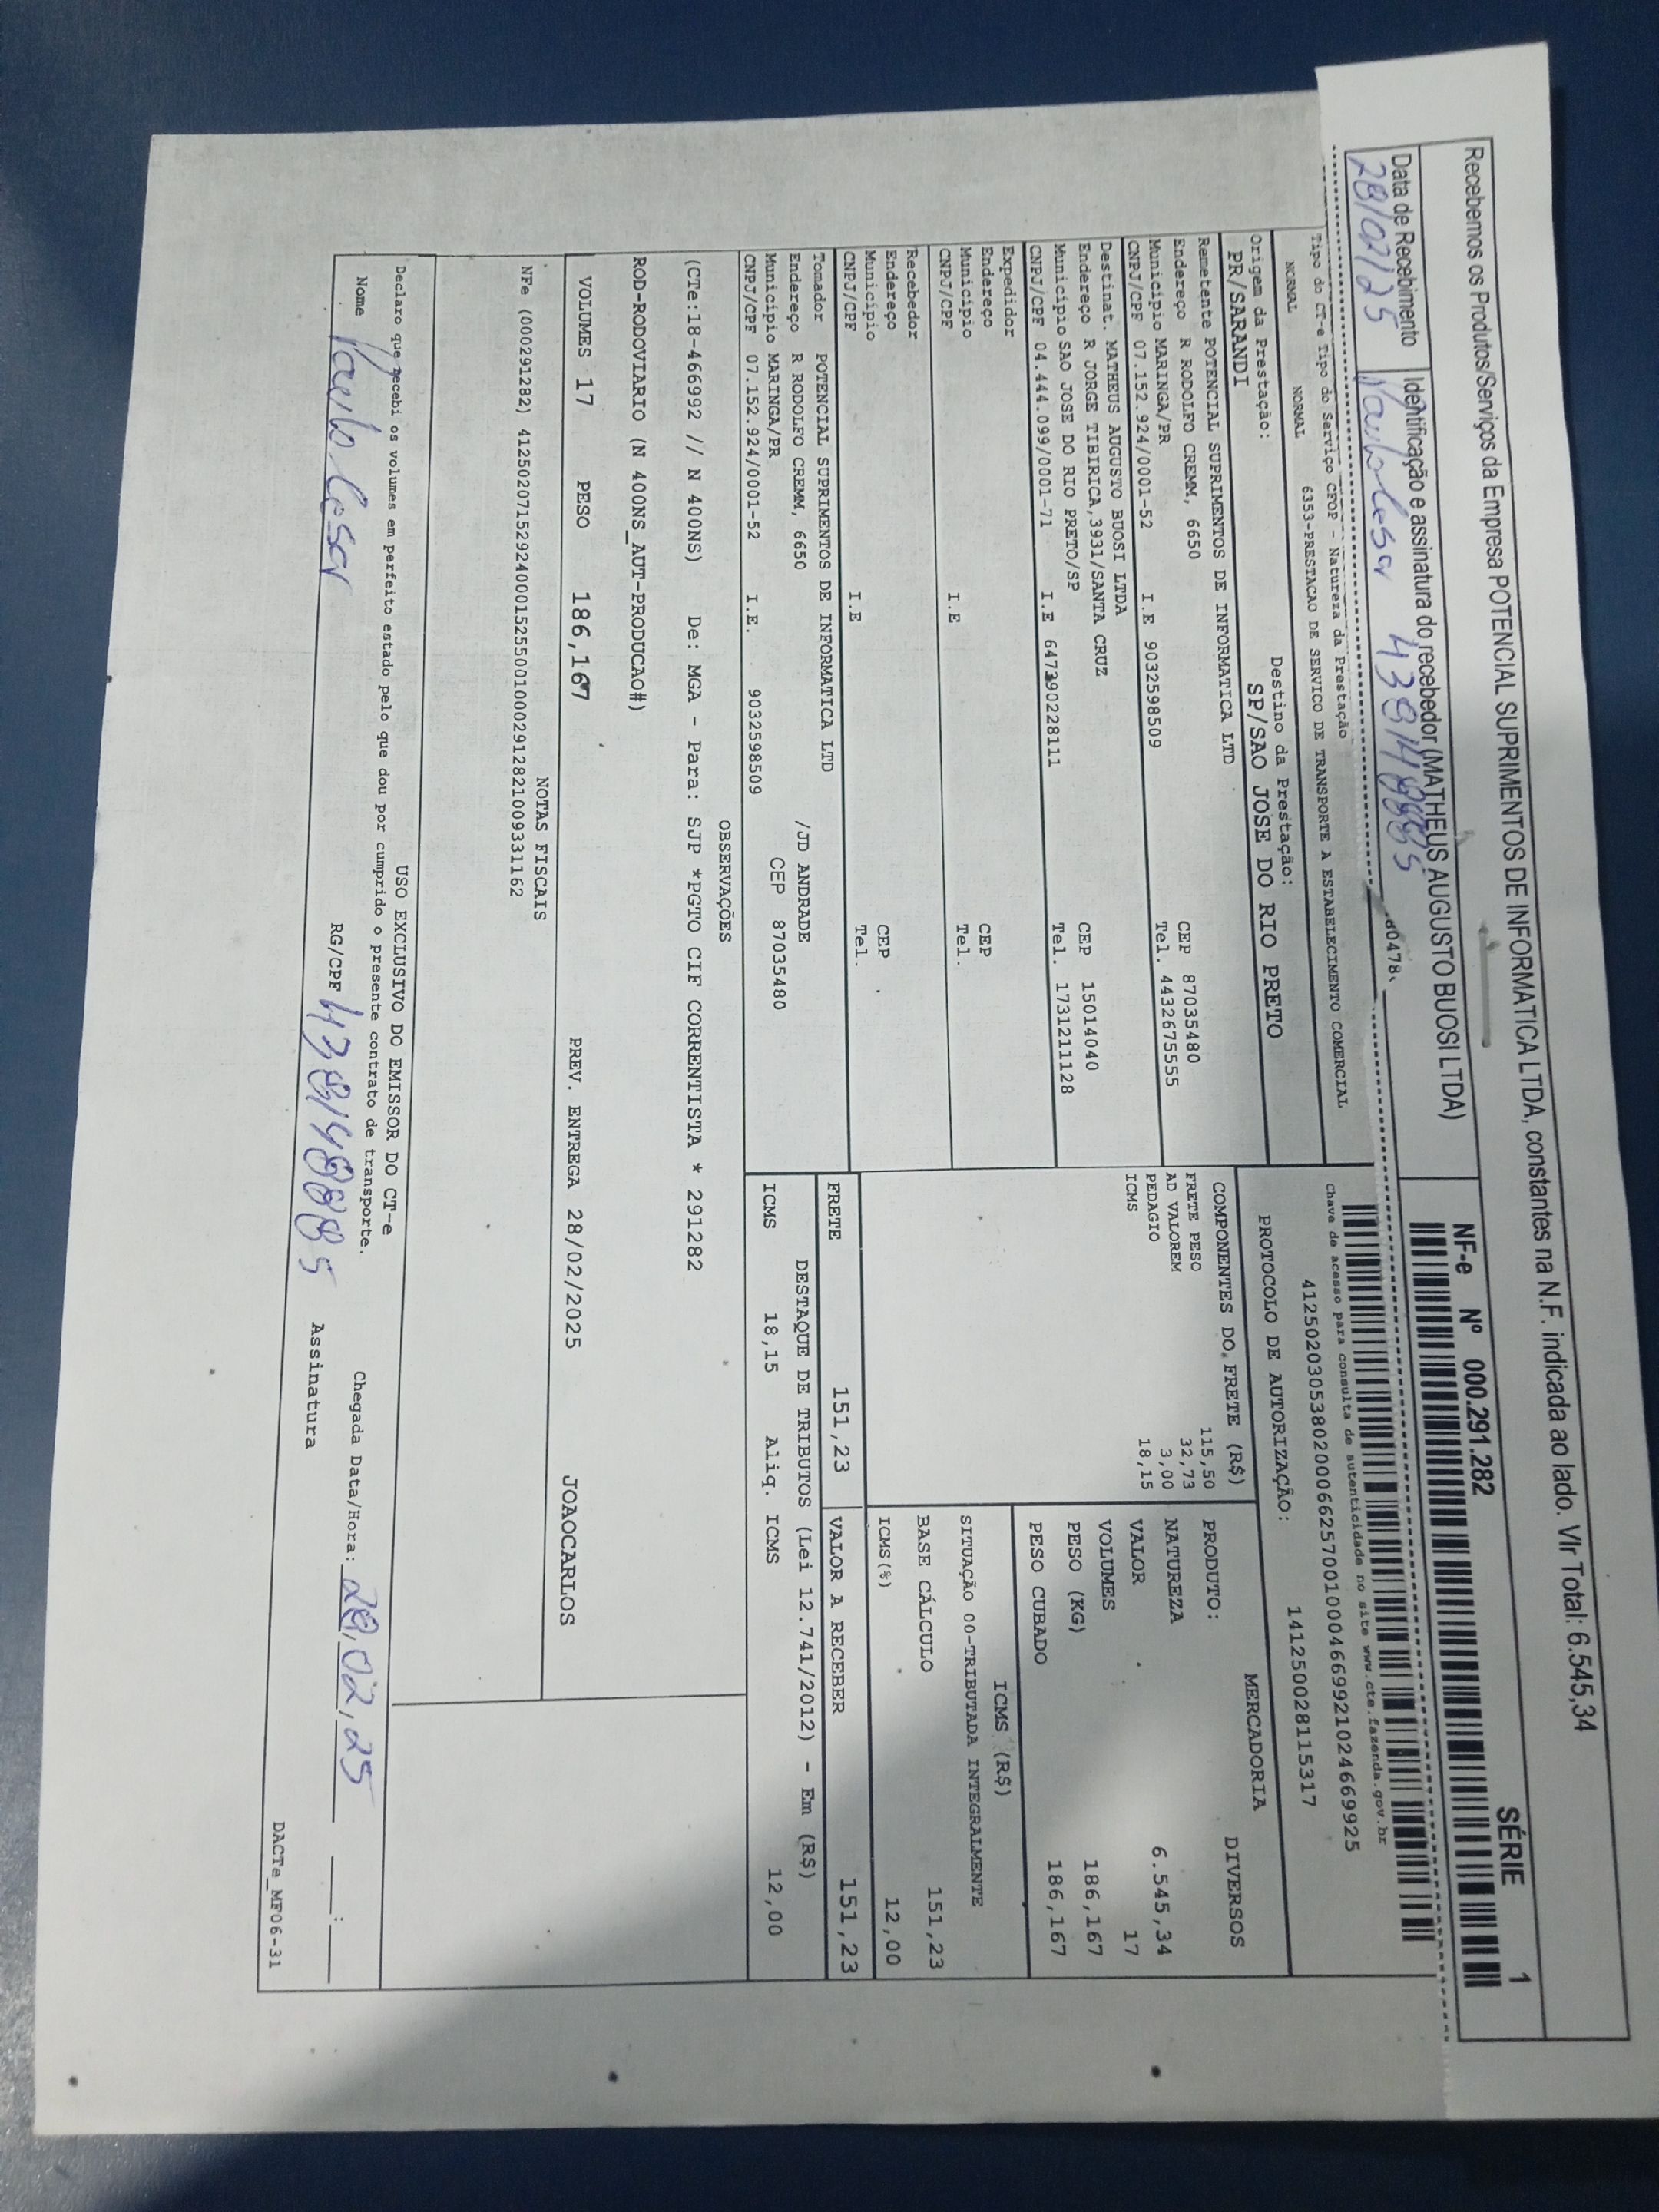 Recebemos os Produtos/Serviços da Empresa POTENCIAL SUPRIMENTOS DE INFORMATICA LTDA, constantes na N.F. indicada ao lado. Vlr Total: 6.545,34
Data de Recebimento
28/02/25
Identificação e assinatura do recebedor (MATHEUS AUGUSTO BUOSI LTDA)
NF-e Nº 000.291.282 SÉRIE 1
Tipo do CT-e Tipo do Serviço CFOP - Natureza da Prestação
NORMAL NORMAL 6353-PRESTACAO DE SERVICO DE TRANSPORTE A ESTABELECIMENTO COMERCIAL
Chave de acesso para consulta de autenticidade no site www.cte.fazenda.gov.br
41250203053802000662570010004669921024669925
Origem da Prestação:
PR/SARANDI
Destino da Prestação:
SP/SAO JOSE DO RIO PRETO
PROTOCOLO DE AUTORIZAÇÃO: 141250028115317
Remetente POTENCIAL SUPRIMENTOS DE INFORMATICA LTD
Endereço R RODOLFO CREMM, 6650 CEP 87035480
Município MARINGA/PR Tel. 4432675555
CNPJ/CPF 07.152.924/0001-52 I.E 9032598509
Destinat. MATHEUS AUGUSTO BUOSI LTDA
Endereço R JORGE TIBIRICA,3931/SANTA CRUZ CEP 15014040
Município SAO JOSE DO RIO PRETO/SP Tel. 1731211128
CNPJ/CPF 04.444.099/0001-71 I.E 647390228111
Expedidor
Endereço CEP
Município Tel.
CNPJ/CPF I.E
Recebedor
Endereço CEP
Município Tel.
CNPJ/CPF I.E
Tomador POTENCIAL SUPRIMENTOS DE INFORMATICA LTD
Endereço R RODOLFO CREMM, 6650 /JD ANDRADE
Município MARINGA/PR CEP 87035480
CNPJ/CPF 07.152.924/0001-52 I.E. 9032598509
COMPONENTES DO FRETE (R$)
FRETE PESO 115,50
AD VALOREM 32,73
PEDAGIO 3,00
ICMS 18,15
MERCADORIA
PRODUTO: DIVERSOS
NATUREZA
VALOR 6.545,34
VOLUMES 17
PESO (KG) 186,167
PESO CUBADO 186,167
ICMS (R$)
SITUAÇÃO 00-TRIBUTADA INTEGRALMENTE
BASE CÁLCULO 151,23
ICMS(%) 12,00
FRETE 151,23 VALOR A RECEBER 151,23
DESTAQUE DE TRIBUTOS (Lei 12.741/2012) - Em (R$)
ICMS 18,15 Aliq. ICMS 12,00
OBSERVAÇÕES
(CTe:18-466992 // N 400NS) De: MGA - Para: SJP *PGTO CIF CORRENTISTA * 291282
ROD-RODOVIARIO (N 400NS_AUT-PRODUCAO#)
VOLUMES 17 PESO 186,167 PREV. ENTREGA 28/02/2025 JOAOCARLOS
NOTAS FISCAIS
NFe (000291282) 41250207152924000152550010002912821009331162
USO EXCLUSIVO DO EMISSOR DO CT-e
Declaro que recebi os volumes em perfeito estado pelo que dou por cumprido o presente contrato de transporte.
Nome RG/CPF Assinatura
Chegada Data/Hora: 28,02,25
DACTe_MF06-31